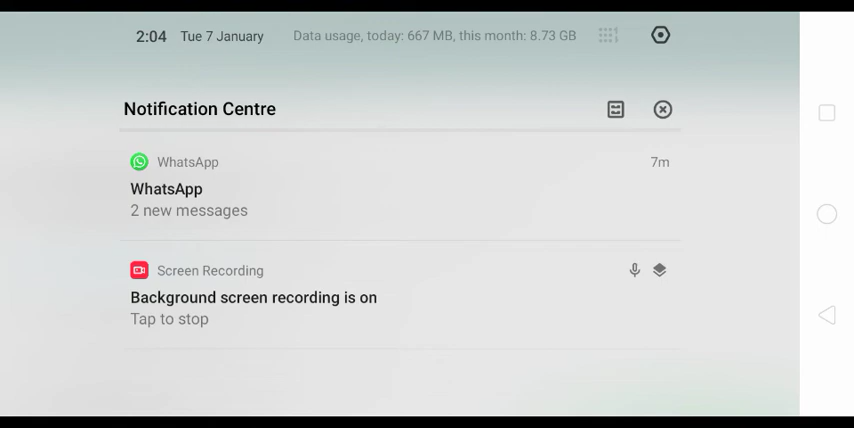 2:04 Tue 7 January Data usage, today: 667 MB, this month: 8.73 GB
Notification Centre
WhatsApp 7m
WhatsApp
2 new messages
Screen Recording
Background screen recording is on
Tap to stop